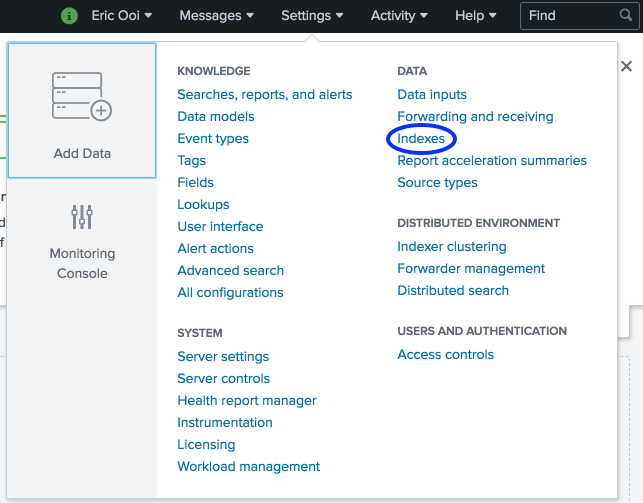 i Eric Ooi Messages Settings Activity Help Find
Add Data
Monitoring
Console
KNOWLEDGE
Searches, reports, and alerts
Data models
Event types
Tags
Fields
Lookups
User interface
Alert actions
Advanced search
All configurations
SYSTEM
Server settings
Server controls
Health report manager
Instrumentation
Licensing
Workload management
DATA
Data inputs
Forwarding and receiving
Indexes
Report acceleration summaries
Source types
DISTRIBUTED ENVIRONMENT
Indexer clustering
Forwarder management
Distributed search
USERS AND AUTHENTICATION
Access controls